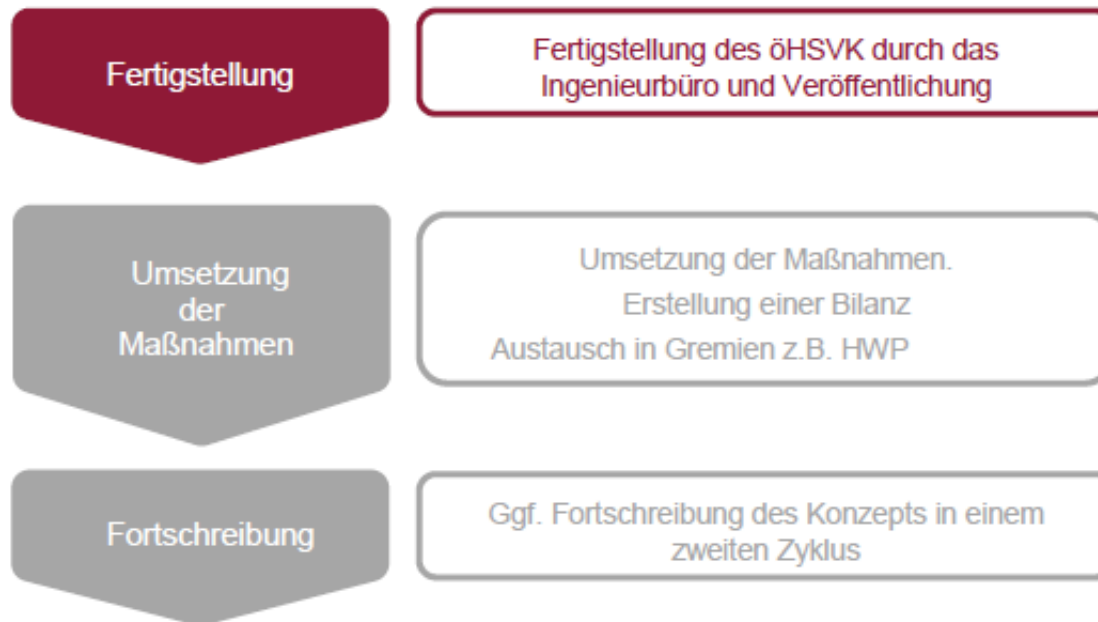 Fertigstellung
Fertigstellung des öHSVK durch das
Ingenieurbüro und Veröffentlichung
Umsetzung
der
Maßnahmen
Umsetzung der Maßnahmen.
Erstellung einer Bilanz
Austausch in Gremien z.B. HWP
Fortschreibung
Ggf. Fortschreibung des Konzepts in einem
zweiten Zyklus